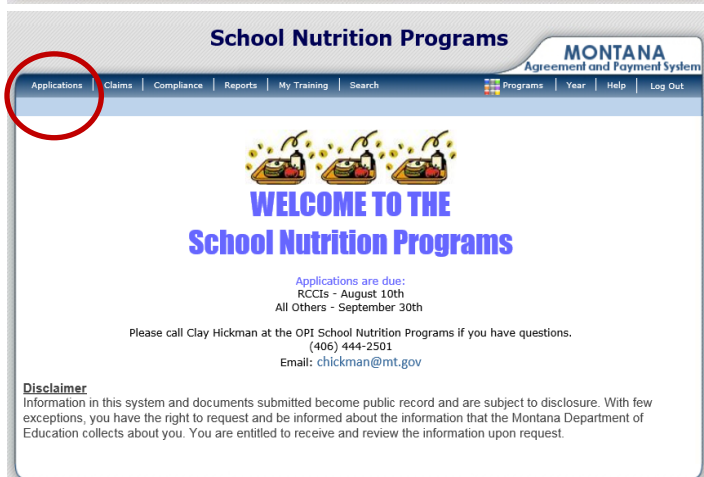 School Nutrition Programs
MONTANA
Agreement and Payment System
Applications | Claims | Compliance | Reports | My Training | Search Programs | Year | Help | Log Out
WELCOME TO THE
School Nutrition Programs
Applications are due:
RCCIs - August 10th
All Others - September 30th
Please call Clay Hickman at the OPI School Nutrition Programs if you have questions.
(406) 444-2501
Email: chickman@mt.gov
Disclaimer
Information in this system and documents submitted become public record and are subject to disclosure. With few
exceptions, you have the right to request and be informed about the information that the Montana Department of
Education collects about you. You are entitled to receive and review the information upon request.